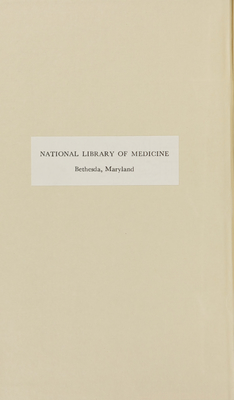 NATIONAL LIBRARY OF MEDICINE
Bethesda, Maryland